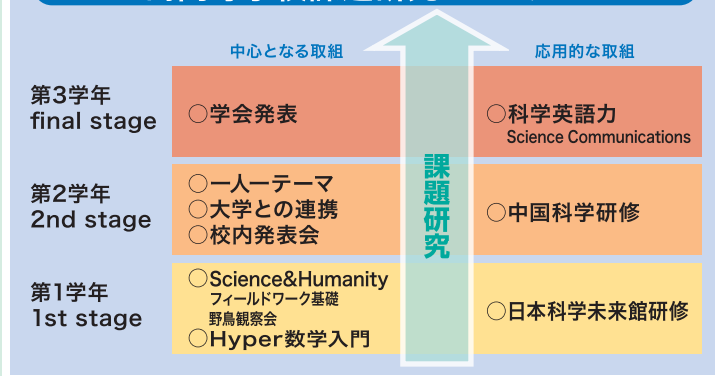 中心となる取組
応用的な取組
第3学年
final stage
○学会発表
○科学英語力
Science Communications
第2学年
2nd stage
○一人一テーマ
○大学との連携
○校内発表会
○中国科学研修
第1学年
1st stage
○Science&Humanity
フィールドワーク基礎
野鳥観察会
○Hyper数学入門
○日本科学未来館研修
課題研究